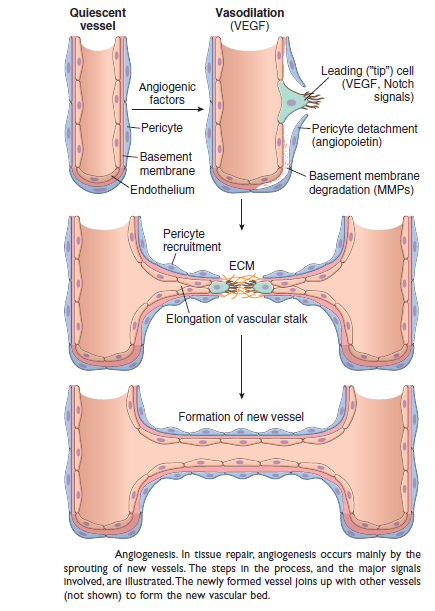 Quiescent
vessel
Vasodilation
(VEGF)
Angiogenic
factors
Leading ("tip") cell
(VEGF, Notch
signals)
Pericyte
Pericyte detachment
(angiopoietin)
Basement
membrane
Endothelium
Basement membrane
degradation (MMPs)
Pericyte
recruitment
ECM
Elongation of vascular stalk
Formation of new vessel
Angiogenesis. In tissue repair, angiogenesis occurs mainly by the
sprouting of new vessels. The steps in the process, and the major signals
involved, are illustrated. The newly formed vessel joins up with other vessels
(not shown) to form the new vascular bed.